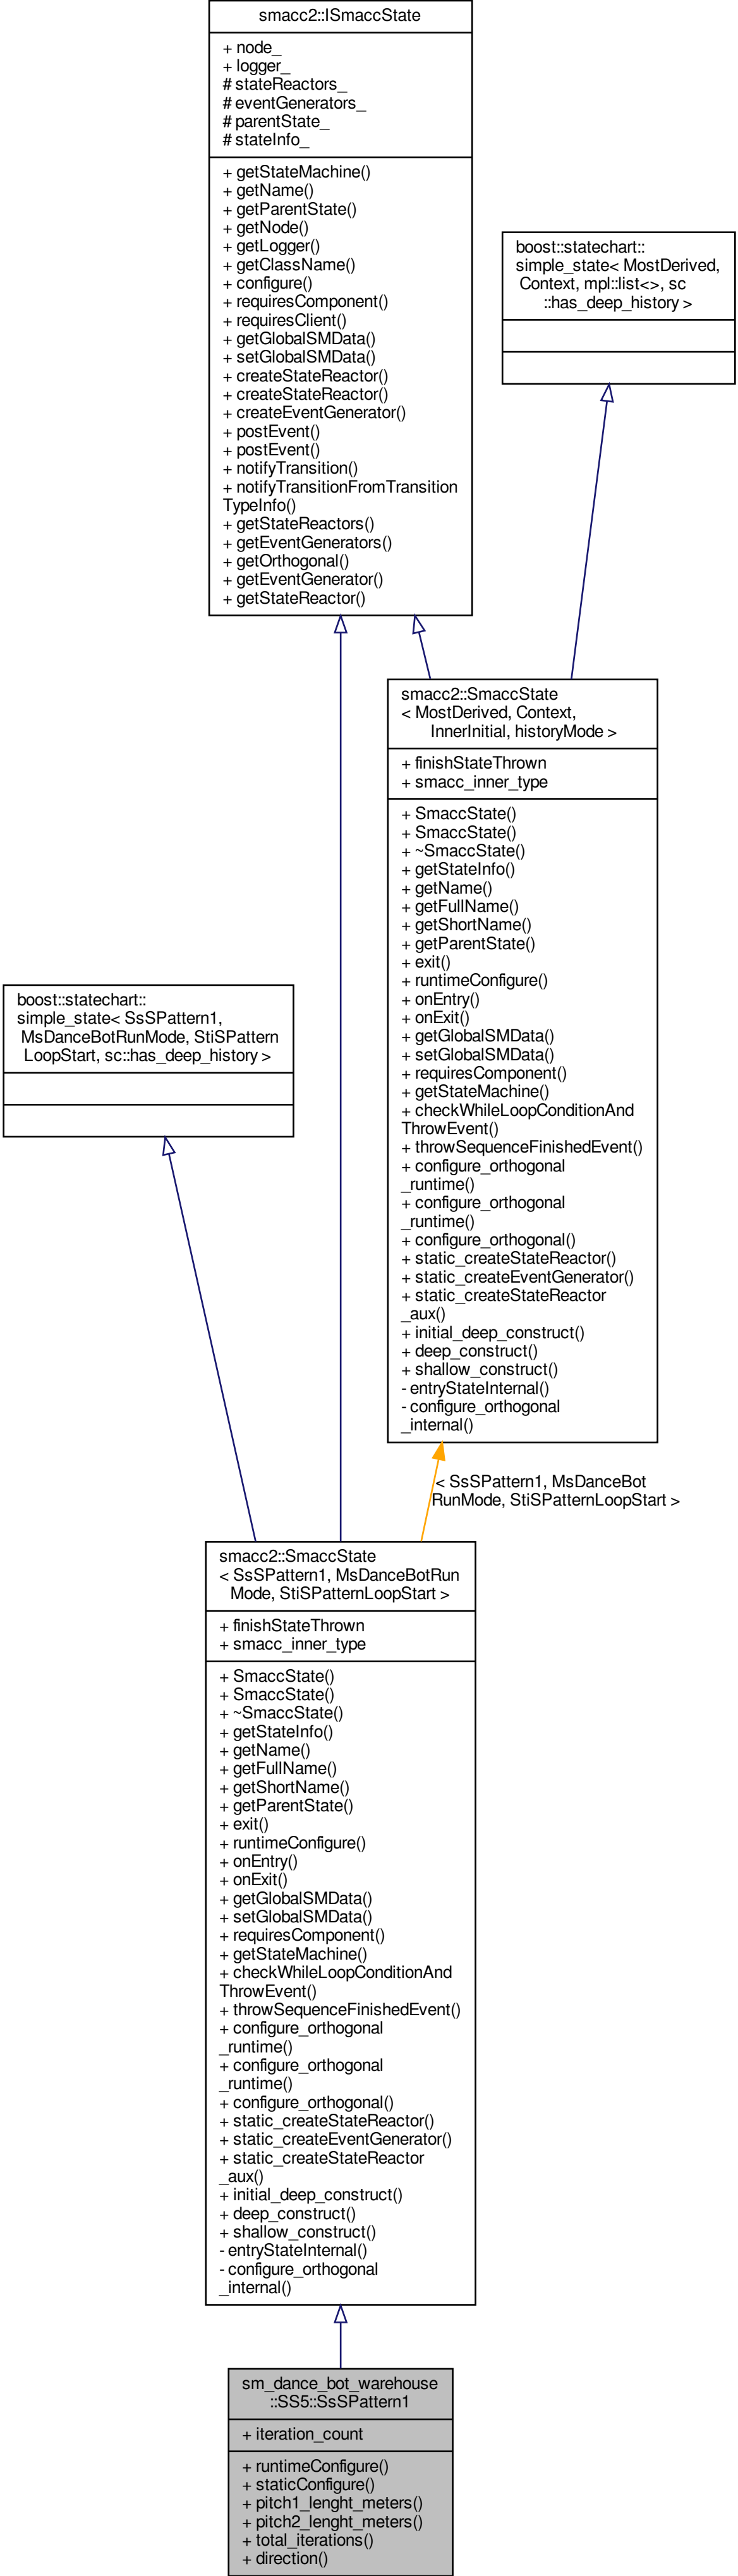 smacc2::ISmaccState
+ node_
+ logger_
# stateReactors_
# eventGenerators_
# parentState_
# stateInfo_
+ getStateMachine()
+ getName()
+ getParentState()
+ getNode()
+ getLogger()
+ getClassName()
+ configure()
+ requiresComponent()
+ requiresClient()
+ getGlobalSMData()
+ setGlobalSMData()
+ createStateReactor()
+ createStateReactor()
+ createEventGenerator()
+ postEvent()
+ postEvent()
+ notifyTransition()
+ notifyTransitionFromTransition
TypeInfo()
+ getStateReactors()
+ getEventGenerators()
+ getOrthogonal()
+ getEventGenerator()
+ getStateReactor()
boost::statechart::
simple_state< MostDerived,
Context, mpl::list<>, sc
::has_deep_history >
smacc2::SmaccState
< MostDerived, Context,
InnerInitial, historyMode >
+ finishStateThrown
+ smacc_inner_type
+ SmaccState()
+ SmaccState()
+ ~SmaccState()
+ getStateInfo()
+ getName()
+ getFullName()
+ getShortName()
+ getParentState()
+ exit()
+ runtimeConfigure()
+ onEntry()
+ onExit()
+ getGlobalSMData()
+ setGlobalSMData()
+ requiresComponent()
+ getStateMachine()
+ checkWhileLoopConditionAnd
ThrowEvent()
+ throwSequenceFinishedEvent()
+ configure_orthogonal
_runtime()
+ configure_orthogonal
_runtime()
+ configure_orthogonal()
+ static_createStateReactor()
+ static_createEventGenerator()
+ static_createStateReactor
_aux()
+ initial_deep_construct()
+ deep_construct()
+ shallow_construct()
- entryStateInternal()
- configure_orthogonal
_internal()
boost::statechart::
simple_state< SsSPattern1,
MsDanceBotRunMode, StiSPattern
LoopStart, sc::has_deep_history >
< SsSPattern1, MsDanceBot
RunMode, StiSPatternLoopStart >
smacc2::SmaccState
< SsSPattern1, MsDanceBotRun
Mode, StiSPatternLoopStart >
+ finishStateThrown
+ smacc_inner_type
+ SmaccState()
+ SmaccState()
+ ~SmaccState()
+ getStateInfo()
+ getName()
+ getFullName()
+ getShortName()
+ getParentState()
+ exit()
+ runtimeConfigure()
+ onEntry()
+ onExit()
+ getGlobalSMData()
+ setGlobalSMData()
+ requiresComponent()
+ getStateMachine()
+ checkWhileLoopConditionAnd
ThrowEvent()
+ throwSequenceFinishedEvent()
+ configure_orthogonal
_runtime()
+ configure_orthogonal
_runtime()
+ configure_orthogonal()
+ static_createStateReactor()
+ static_createEventGenerator()
+ static_createStateReactor
_aux()
+ initial_deep_construct()
+ deep_construct()
+ shallow_construct()
- entryStateInternal()
- configure_orthogonal
_internal()
sm_dance_bot_warehouse
::SS5::SsSPattern1
+ iteration_count
+ runtimeConfigure()
+ staticConfigure()
+ pitch1_lenght_meters()
+ pitch2_lenght_meters()
+ total_iterations()
+ direction()